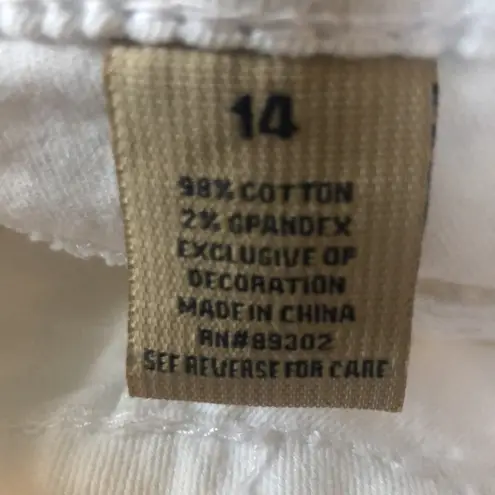 14
98% COTTON
2% SPANDEX
EXCLUSIVE OF
DECORATION
MADE IN CHINA
RN#89302
SEE REVERSE FOR CARE